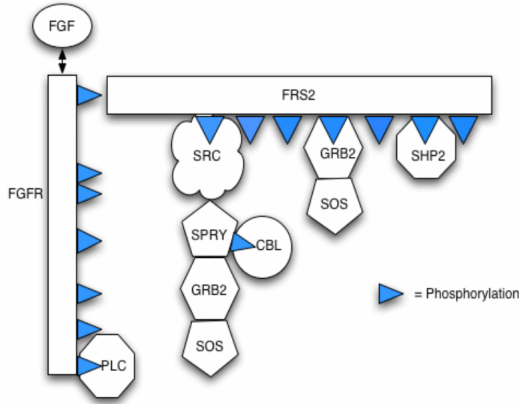 FGF
FRS2
SRC
GRB2
SHP2
FGFR
SOS
SPRY
CBL
GRB2
= Phosphorylation
SOS
PLC